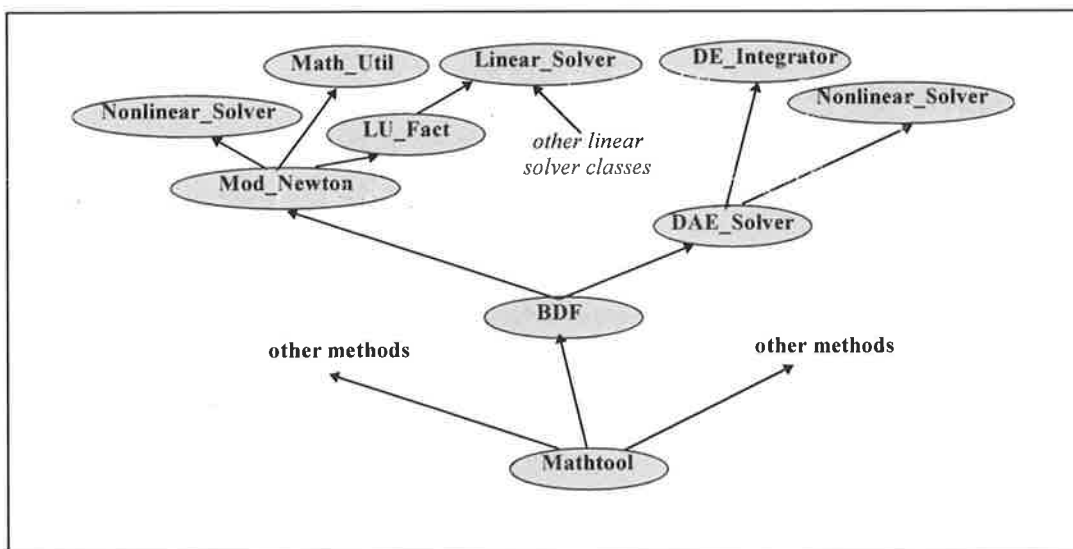 Math_Util
Linear_Solver
DE_Integrator
Nonlinear_Solver
Nonlinear_Solver
LU_Fact
other linear
solver classes
Mod_Newton
DAE_Solver
BDF
other methods
other methods
Mathtool